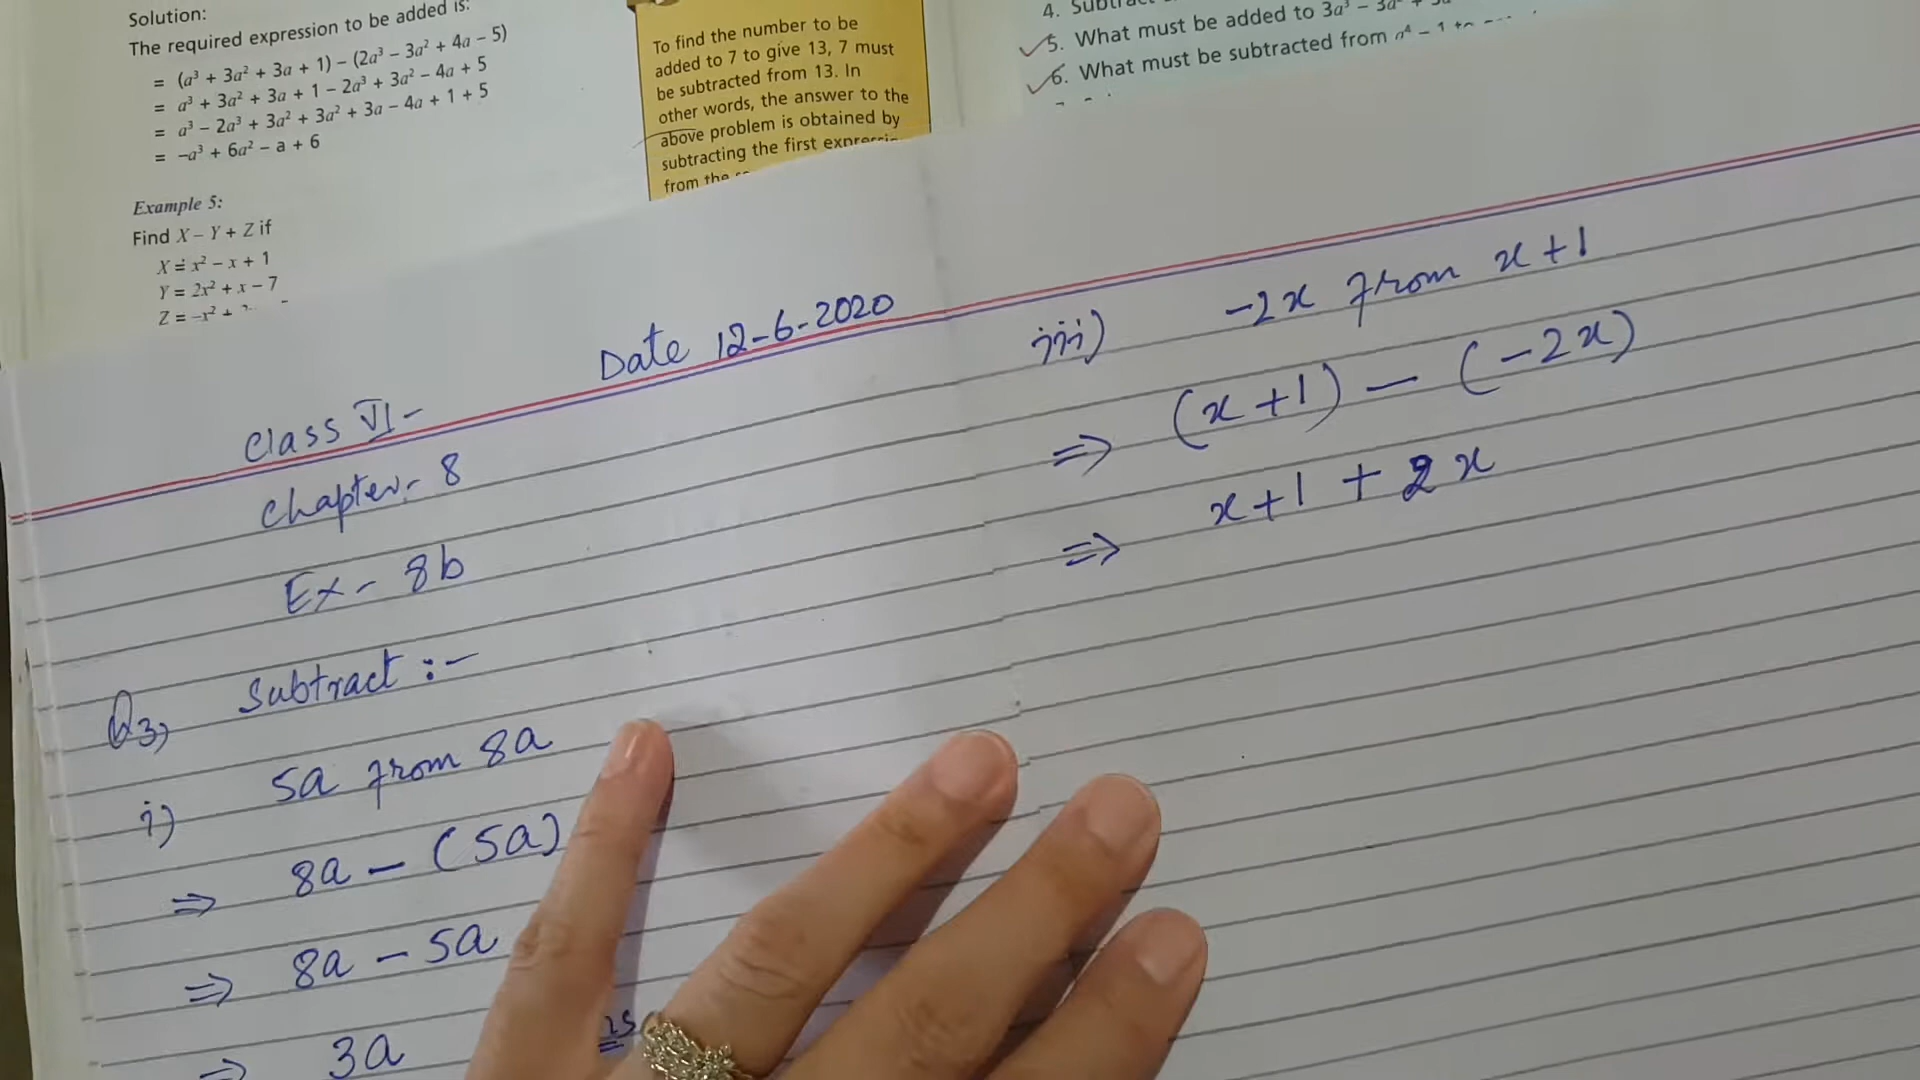 Solution:
The required expression to be added is:
= (a³ + 3a² + 3a + 1) – (2a³ – 3a² + 4a – 5)
= a³ + 3a² + 3a + 1 – 2a³ + 3a² – 4a + 5
= a³ – 2a³ + 3a² + 3a² + 3a – 4a + 1 + 5
= –a³ + 6a² – a + 6
Example 5:
Find X – Y + Z if
X = x² – x + 1
Y = 2x² + x – 7
Z = –x² +
To find the number to be
added to 7 to give 13, 7 must
be subtracted from 13. In
other words, the answer to the
above problem is obtained by
subtracting the first
from the
4.
5. What must be added to 3a³ –
6. What must be subtracted from a⁴ – 1
Date 12-6-2020
Class VI-
Chapter- 8
Ex- 8b
Q3, Subtract :-
i) 5a from 8a
⇒ 8a – (5a)
⇒ 8a – 5a
⇒ 3a
iii) -2x from x+1
⇒ (x+1) – (-2x)
⇒ x+1 + 2x